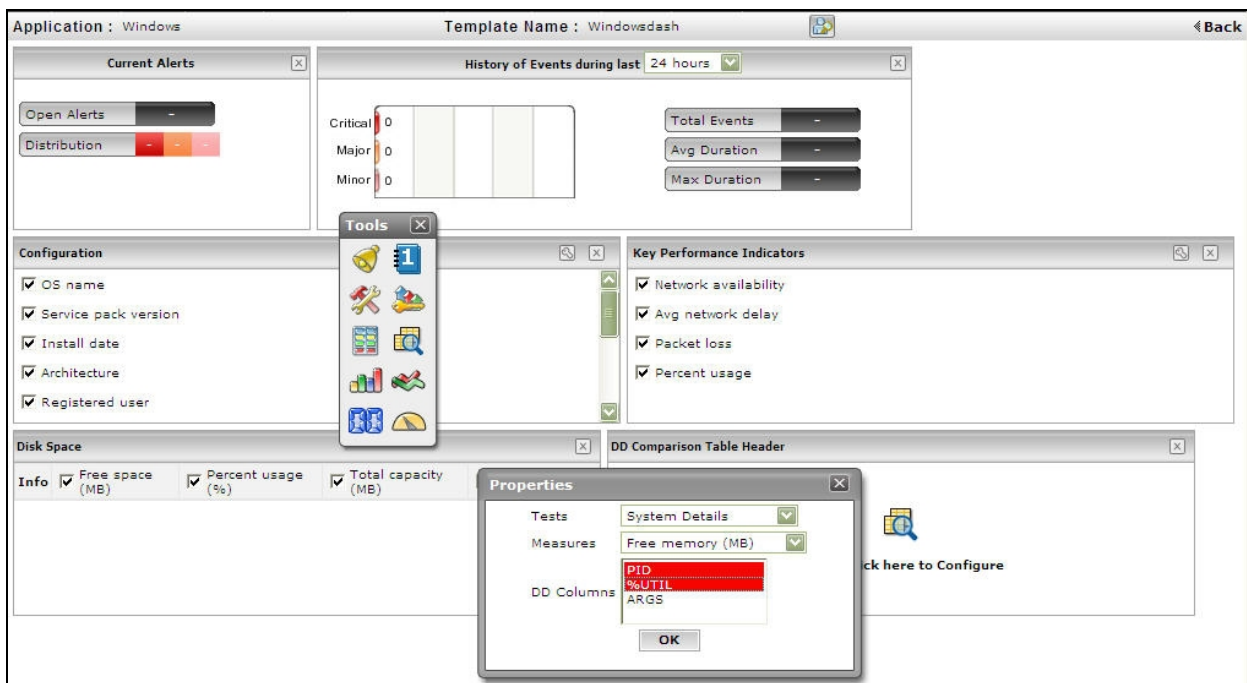 Application : Windows Template Name : Windowsdash Back
Current Alerts
History of Events during last 24 hours
Open Alerts -
Distribution - - -
Critical 0
Major 0
Minor 0
Total Events -
Avg Duration -
Max Duration -
Tools
1
Configuration
OS name
Service pack version
Install date
Architecture
Registered user
Key Performance Indicators
Network availability
Avg network delay
Packet loss
Percent usage
Disk Space
Info Free space (MB) Percent usage (%) Total capacity (MB)
DD Comparison Table Header
ck here to Configure
Properties
Tests System Details
Measures Free memory (MB)
DD Columns
PID
%UTIL
ARGS
OK